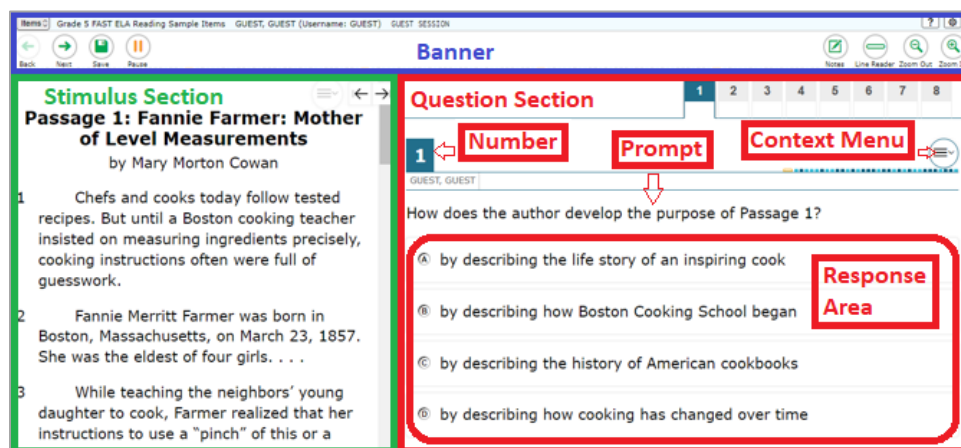 Items Grade 5 FAST ELA Reading Sample Items GUEST, GUEST (Username: GUEST) GUEST SESSION ?
Back Next Save Pause
Banner
Notes Line Reader Zoom Out Zoom
Stimulus Section
Passage 1: Fannie Farmer: Mother
of Level Measurements
by Mary Morton Cowan
1 Chefs and cooks today follow tested
recipes. But until a Boston cooking teacher
insisted on measuring ingredients precisely,
cooking instructions often were full of
guesswork.
2 Fannie Merritt Farmer was born in
Boston, Massachusetts, on March 23, 1857.
She was the eldest of four girls. . . .
3 While teaching the neighbors’ young
daughter to cook, Farmer realized that her
instructions to use a “pinch” of this or a
Question Section
1 2 3 4 5 6 7 8
1
Number
Prompt
Context Menu
GUEST, GUEST
How does the author develop the purpose of Passage 1?
A by describing the life story of an inspiring cook
B by describing how Boston Cooking School began
C by describing the history of American cookbooks
D by describing how cooking has changed over time
Response
Area